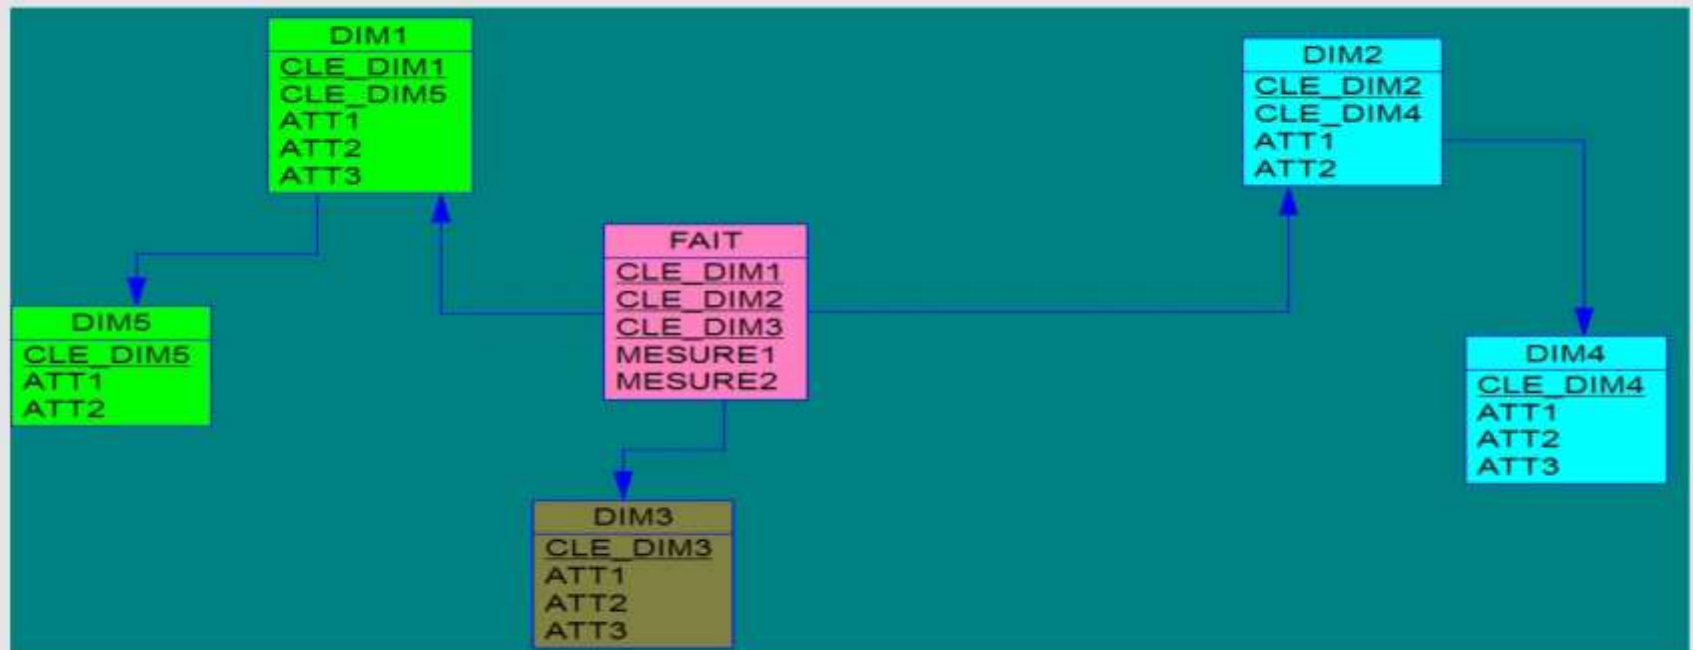 DIM1
CLE_DIM1
CLE_DIM5
ATT1
ATT2
ATT3
DIM2
CLE_DIM2
CLE_DIM4
ATT1
ATT2
FAIT
CLE_DIM1
CLE_DIM2
CLE_DIM3
MESURE1
MESURE2
DIM5
CLE_DIM5
ATT1
ATT2
DIM4
CLE_DIM4
ATT1
ATT2
ATT3
DIM3
CLE_DIM3
ATT1
ATT2
ATT3